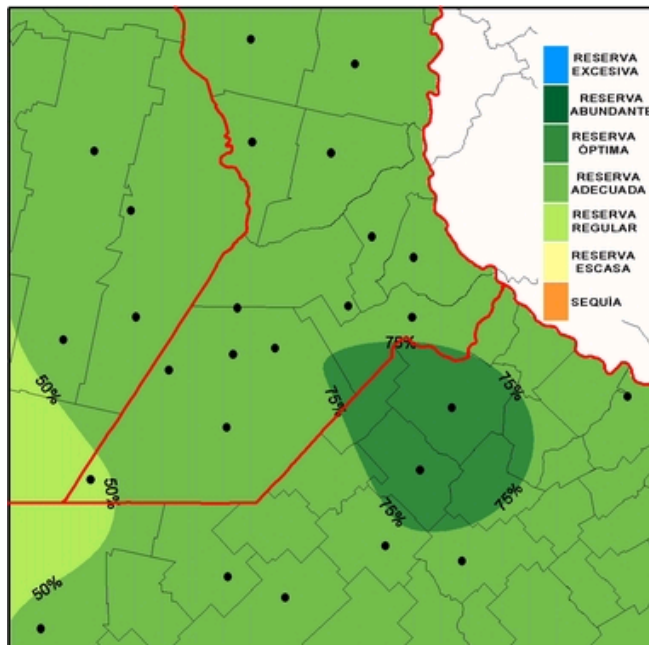 RESERVA
EXCESIVA
RESERVA
ABUNDANTE
RESERVA
ÓPTIMA
RESERVA
ADECUADA
RESERVA
REGULAR
RESERVA
ESCASA
SEQUÍA
75%
75%
75%
50%
50%
75%
75%
50%